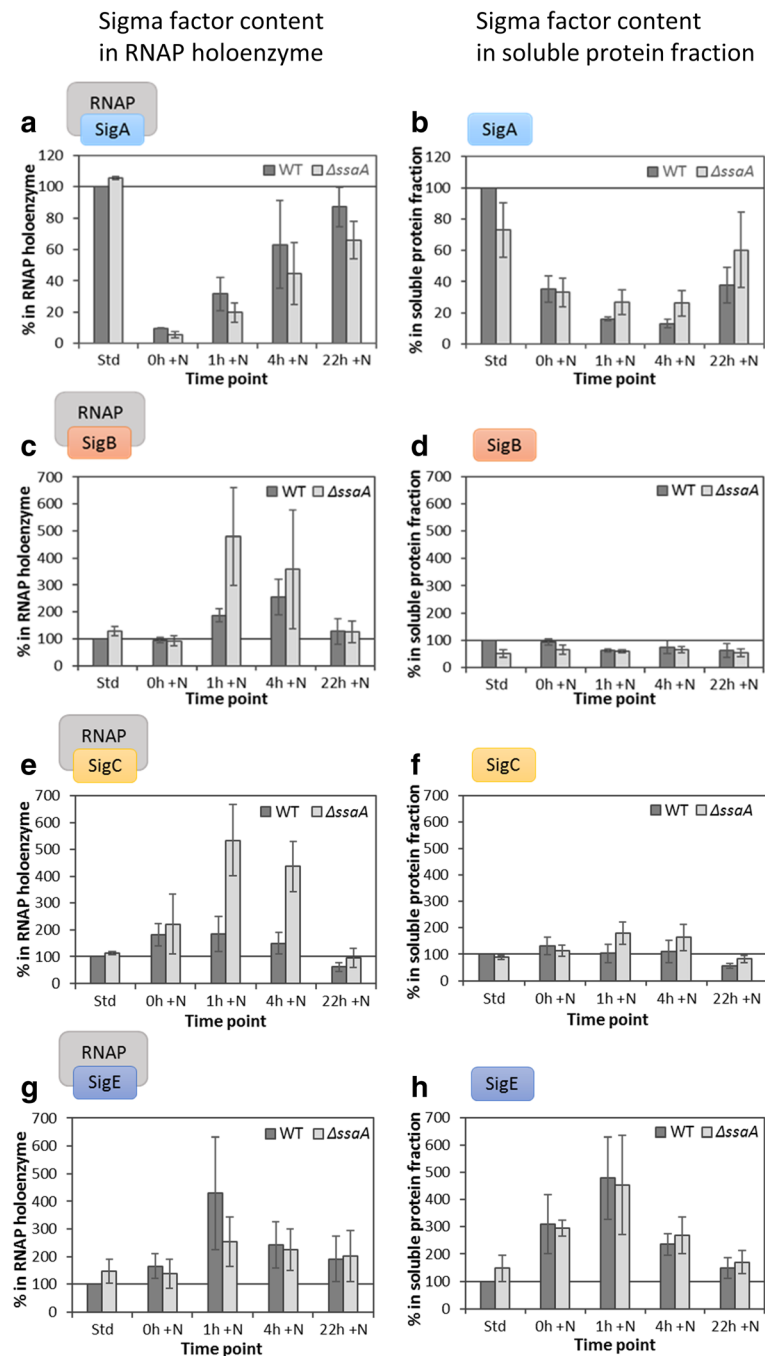 Sigma factor content
in RNAP holoenzyme
Sigma factor content
in soluble protein fraction
a
RNAP
SigA
% in RNAP holoenzyme
120
100
80
60
40
20
0
WT ΔssaA
Std 0h +N 1h +N 4h +N 22h +N
Time point
b
SigA
% in soluble protein fraction
120
100
80
60
40
20
0
WT ΔssaA
Std 0h +N 1h +N 4h +N 22h +N
Time point
c
RNAP
SigB
% in RNAP holoenzyme
700
600
500
400
300
200
100
0
WT ΔssaA
Std 0h +N 1h +N 4h +N 22h +N
Time point
d
SigB
% in soluble protein fraction
700
600
500
400
300
200
100
0
WT ΔssaA
Std 0h +N 1h +N 4h +N 22h +N
Time point
e
RNAP
SigC
% in RNAP holoenzyme
700
600
500
400
300
200
100
0
WT ΔssaA
Std 0h +N 1h +N 4h +N 22h +N
Time point
f
SigC
% in soluble protein fraction
700
600
500
400
300
200
100
0
WT ΔssaA
Std 0h +N 1h +N 4h +N 22h +N
Time point
g
RNAP
SigE
% in RNAP holoenzyme
700
600
500
400
300
200
100
0
WT ΔssaA
Std 0h +N 1h +N 4h +N 22h +N
Time point
h
SigE
% in soluble protein fraction
700
600
500
400
300
200
100
0
WT ΔssaA
Std 0h +N 1h +N 4h +N 22h +N
Time point